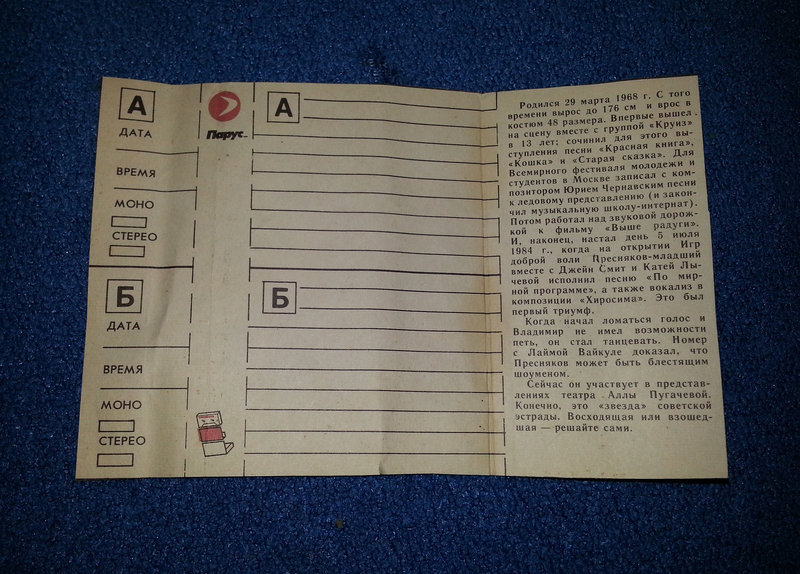 А
ДАТА
ВРЕМЯ
МОНО
СТЕРЕО
Б
ДАТА
ВРЕМЯ
МОНО
СТЕРЕО
Парус
А
Б
Родился 29 марта 1968 г. С того
времени вырос до 176 см и врос в
костюм 48 размера. Впервые вышел
на сцену вместе с группой «Круиз»
в 13 лет; сочинил для этого вы-
ступления песни «Красная книга»,
«Кошка» и «Старая сказка». Для
Всемирного фестиваля молодежи и
студентов в Москве записал с ком-
позитором Юрием Чернавским песни
к ледовому представлению (и закон-
чил музыкальную школу-интернат).
Потом работал над звуковой дорож-
кой к фильму «Выше радуги».
И, наконец, настал день 5 июля
1984 г., когда на открытии Игр
доброй воли Пресняков-младший
вместе с Джейн Смит и Катей Лы-
чевой исполнил песню «По мир-
ной программе», а также вокализ в
композиции «Хиросима». Это был
первый триумф.
Когда начал ломаться голос и
Владимир не имел возможности
петь, он стал танцевать. Номер
с Лаймой Вайкуле доказал, что
Пресняков может быть блестящим
шоуменом.
Сейчас он участвует в представ-
лениях театра Аллы Пугачевой.
Конечно, это «звезда» советской
эстрады. Восходящая или взошед-
шая — решайте сами.